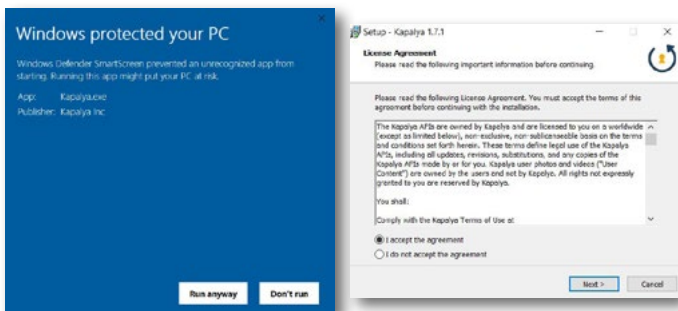 Windows protected your PC
Windows Defender SmartScreen prevented an unrecognized app from
starting. Running this app might put your PC at risk.
App: Kapalya.exe
Publisher: Kapalya Inc
Run anyway
Don't run
Setup - Kapalya 1.7.1
License Agreement
Please read the following important information before continuing.
Please read the following License Agreement. You must accept the terms of this
agreement before continuing with the installation.
The Kapalya APIs are owned by Kapalya and are licensed to you on a worldwide
(except as limited below), non-exclusive, non-sublicenseable basis on the terms
and conditions set forth herein. These terms define legal use of the Kapalya
APIs, including all updates, revisions, substitutions, and any copies of the
Kapalya APIs made by or for you. Kapalya user photos and videos ("User
Content") are owned by the users and not by Kapalya. All rights not expressly
granted to you are reserved by Kapalya.
You shall:
Comply with the Kapalya Terms of Use at
I accept the agreement
I do not accept the agreement
Next >
Cancel